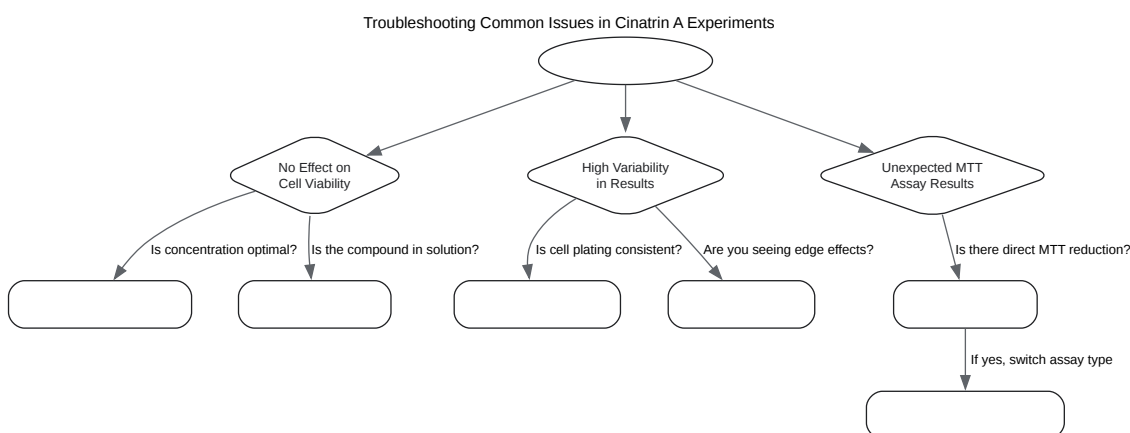 Troubleshooting Common Issues in Cinatrin A Experiments
No Effect on
Cell Viability
High Variability
in Results
Unexpected MTT
Assay Results
Is concentration optimal?
Is the compound in solution?
Is cell plating consistent?
Are you seeing edge effects?
Is there direct MTT reduction?
If yes, switch assay type